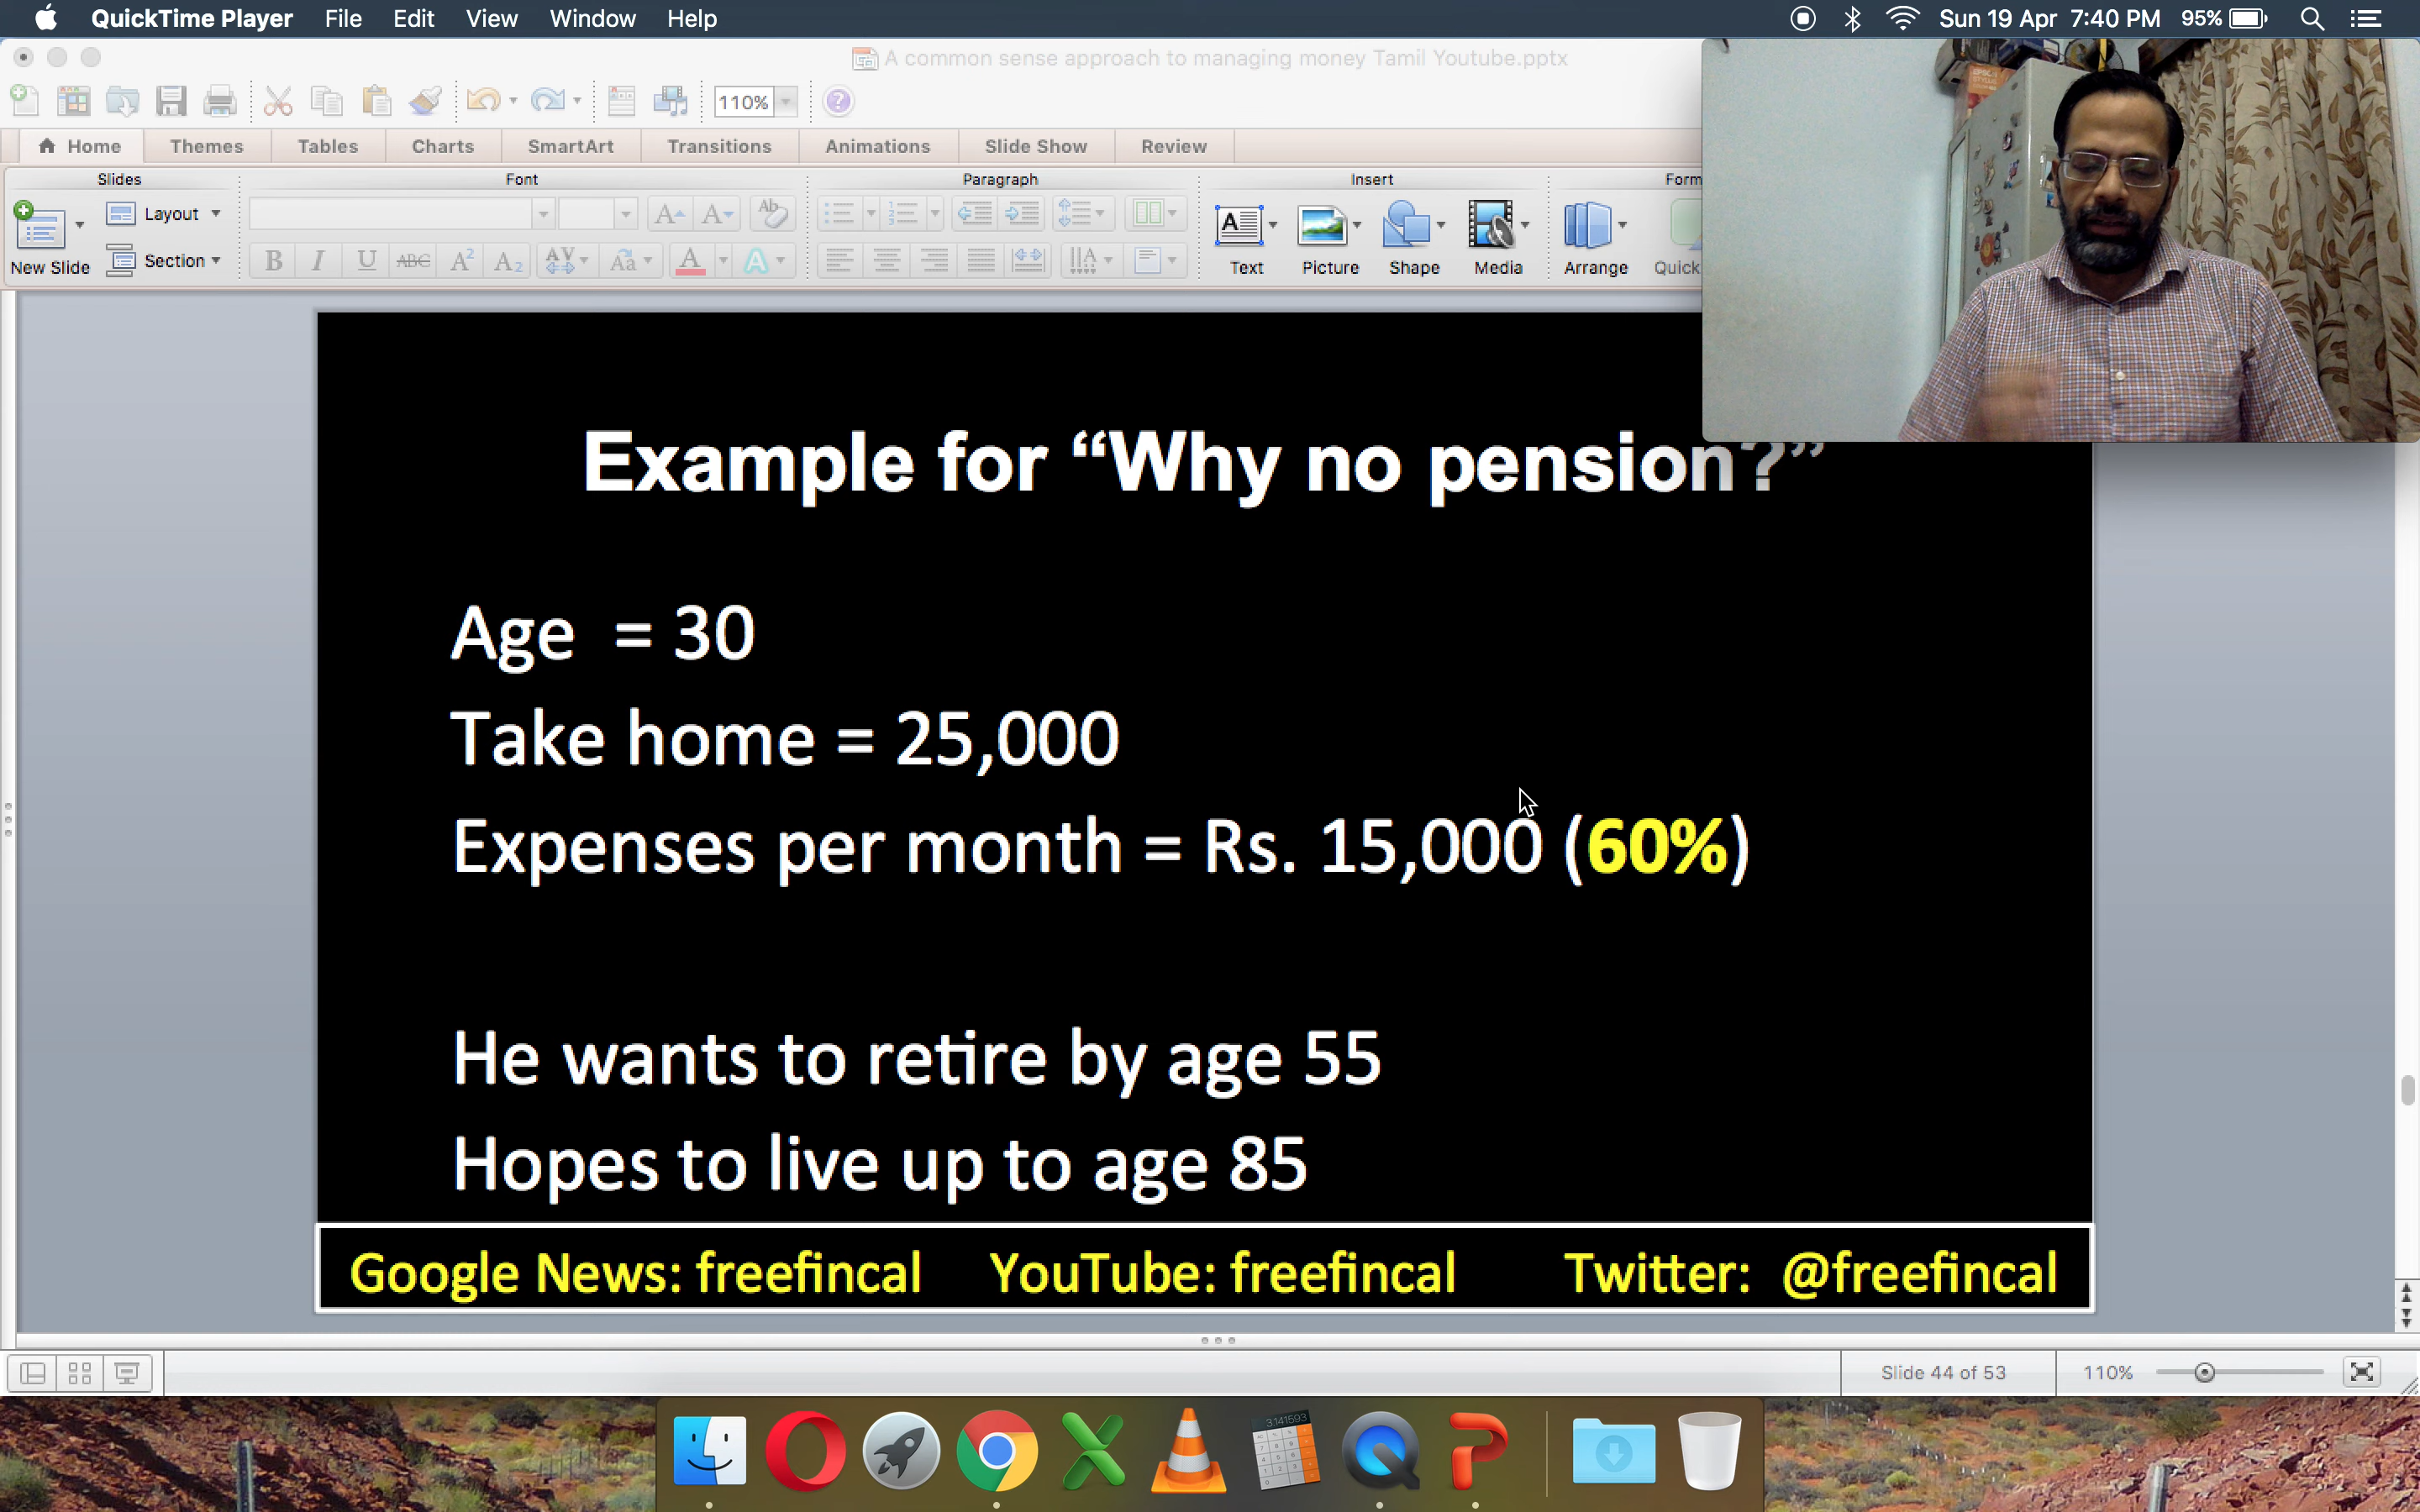 QuickTime Player File Edit View Window Help
Sun 19 Apr 7:40 PM 95%
A common sense approach to managing money Tamil Youtube.pptx
110%
Home Themes Tables Charts SmartArt Transitions Animations Slide Show Review
Slides Font Paragraph Insert Form
Layout
New Slide Section
Text Picture Shape Media Arrange Quick
Example for “Why no pension?”
Age = 30
Take home = 25,000
Expenses per month = Rs. 15,000 (60%)
He wants to retire by age 55
Hopes to live up to age 85
Google News: freefincal YouTube: freefincal Twitter: @freefincal
Slide 44 of 53 110%
3.141593